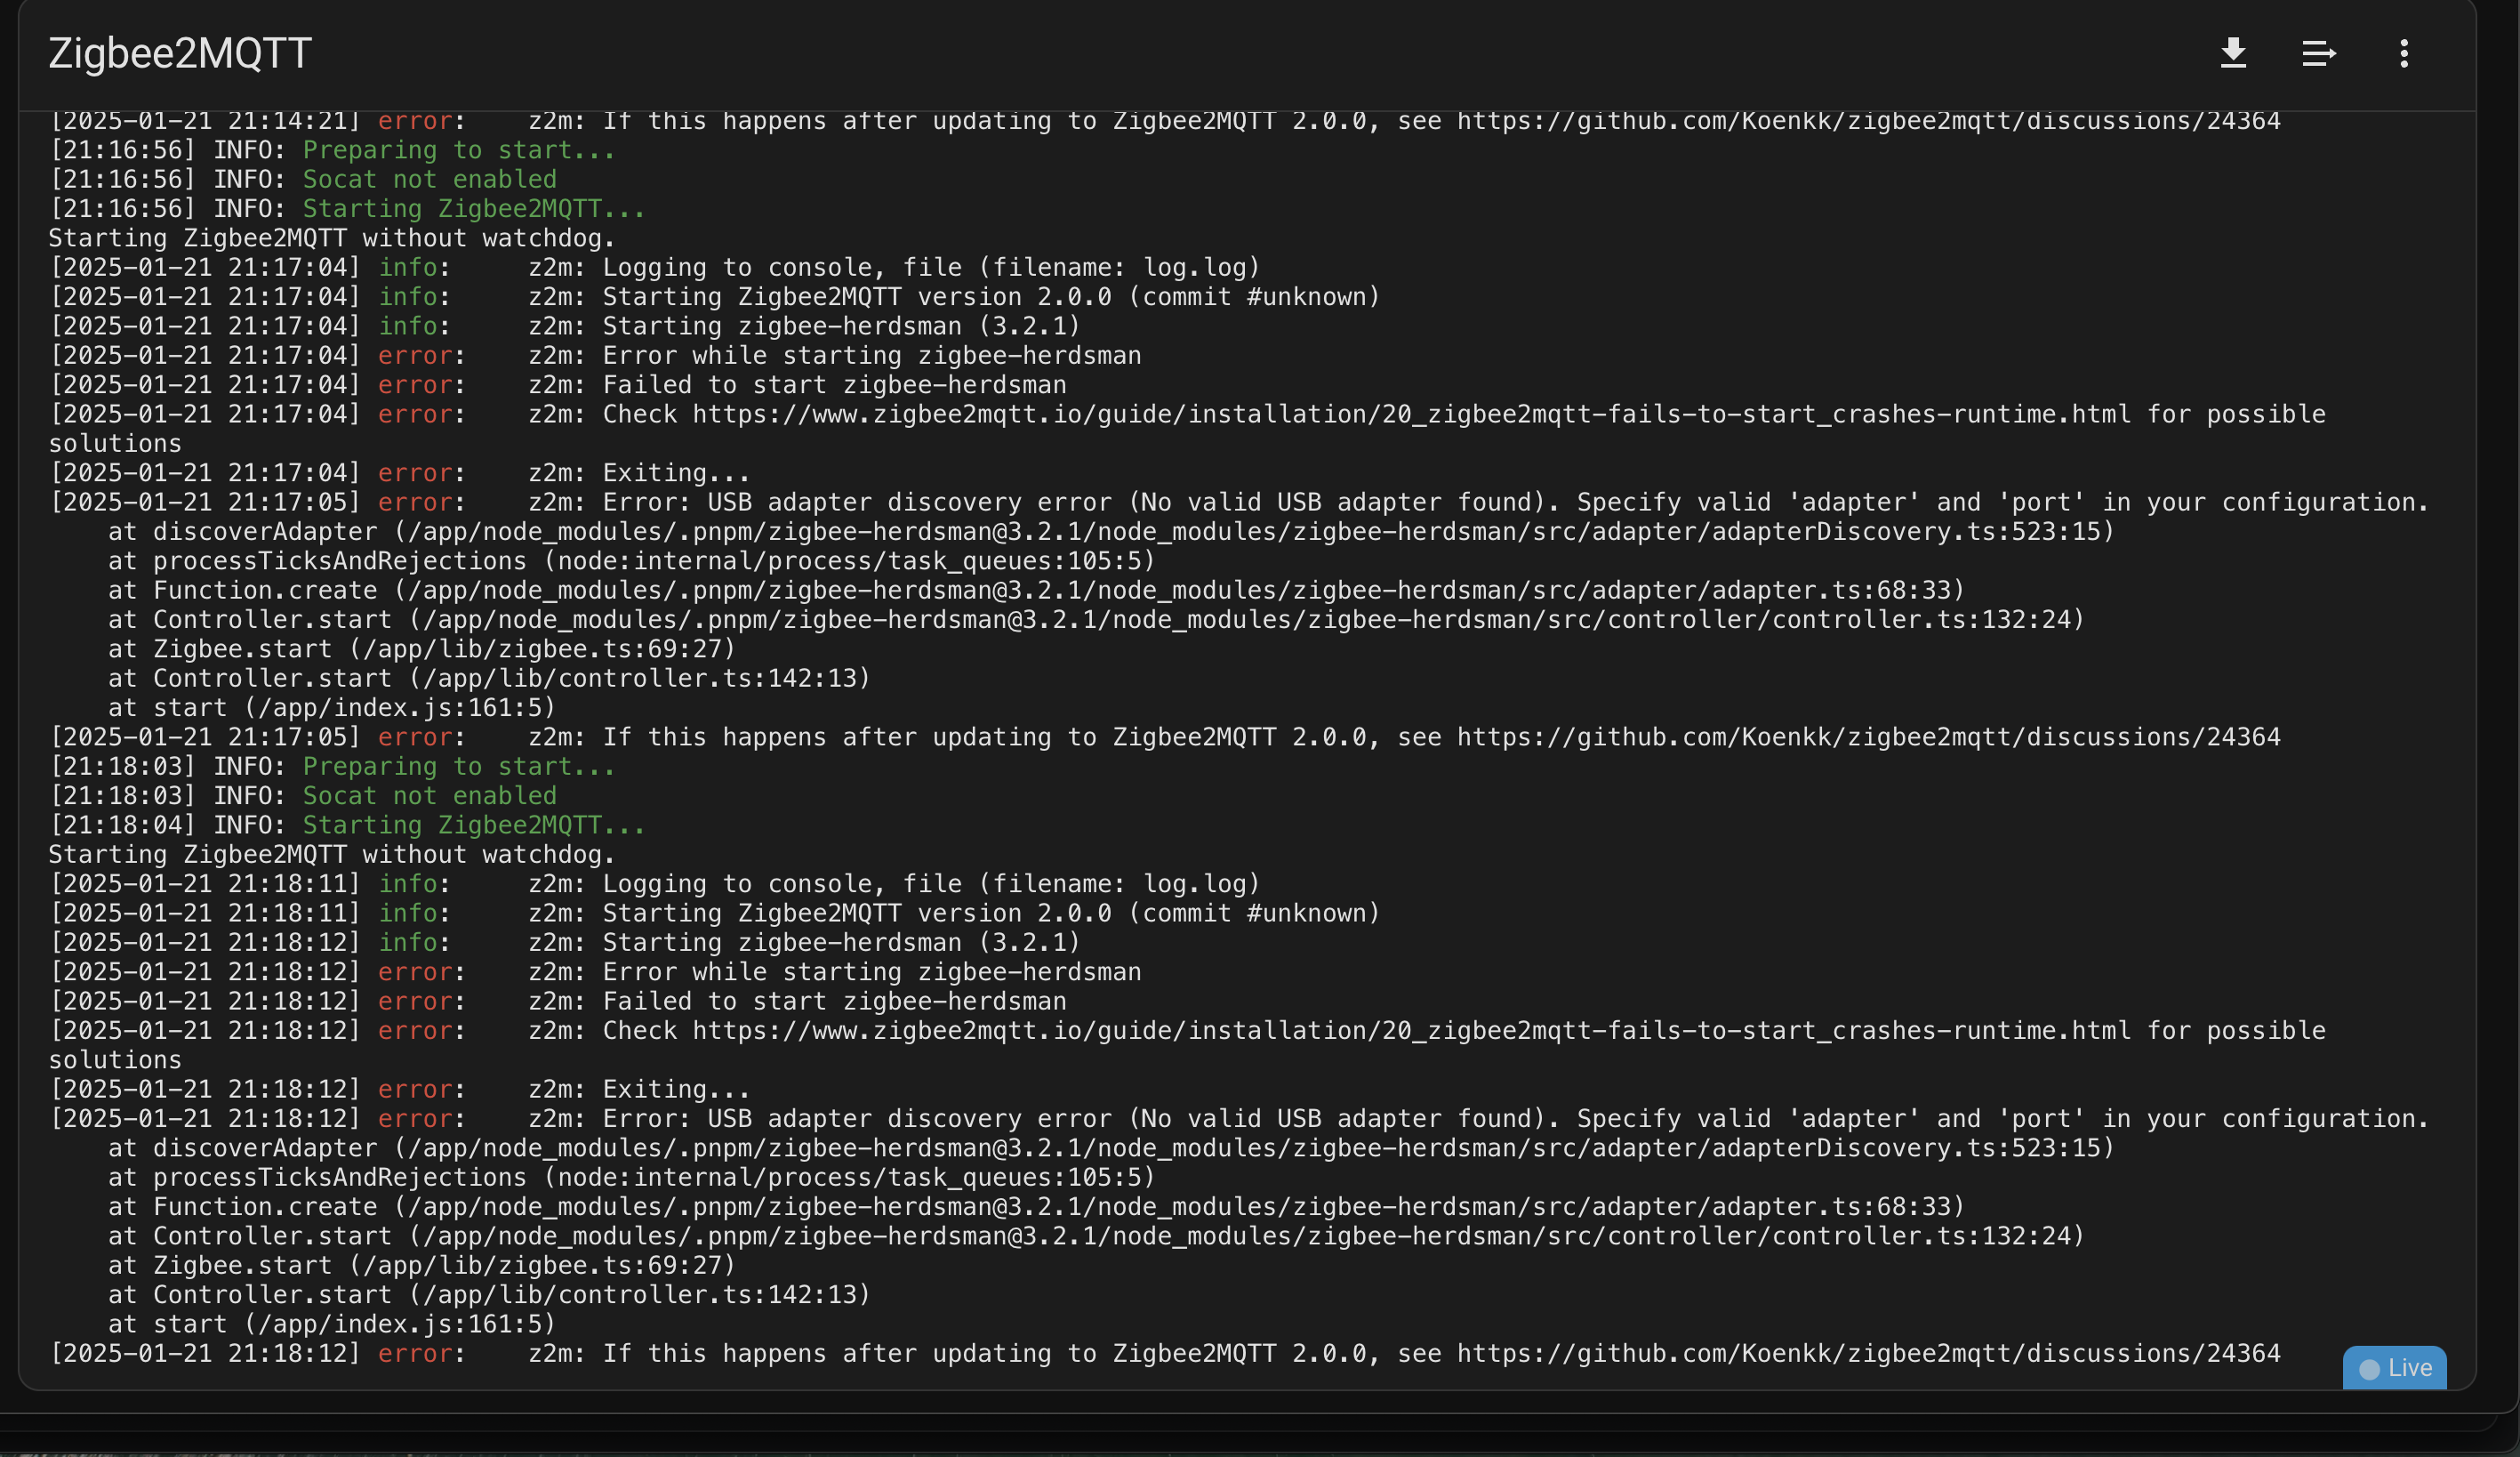 Zigbee2MQTT
[2025-01-21 21:14:21] error:    z2m: If this happens after updating to Zigbee2MQTT 2.0.0, see https://github.com/Koenkk/zigbee2mqtt/discussions/24364
[21:16:56] INFO: Preparing to start...
[21:16:56] INFO: Socat not enabled
[21:16:56] INFO: Starting Zigbee2MQTT...
Starting Zigbee2MQTT without watchdog.
[2025-01-21 21:17:04] info:     z2m: Logging to console, file (filename: log.log)
[2025-01-21 21:17:04] info:     z2m: Starting Zigbee2MQTT version 2.0.0 (commit #unknown)
[2025-01-21 21:17:04] info:     z2m: Starting zigbee-herdsman (3.2.1)
[2025-01-21 21:17:04] error:    z2m: Error while starting zigbee-herdsman
[2025-01-21 21:17:04] error:    z2m: Failed to start zigbee-herdsman
[2025-01-21 21:17:04] error:    z2m: Check https://www.zigbee2mqtt.io/guide/installation/20_zigbee2mqtt-fails-to-start_crashes-runtime.html for possible
solutions
[2025-01-21 21:17:04] error:    z2m: Exiting...
[2025-01-21 21:17:05] error:    z2m: Error: USB adapter discovery error (No valid USB adapter found). Specify valid 'adapter' and 'port' in your configuration.
    at discoverAdapter (/app/node_modules/.pnpm/zigbee-herdsman@3.2.1/node_modules/zigbee-herdsman/src/adapter/adapterDiscovery.ts:523:15)
    at processTicksAndRejections (node:internal/process/task_queues:105:5)
    at Function.create (/app/node_modules/.pnpm/zigbee-herdsman@3.2.1/node_modules/zigbee-herdsman/src/adapter/adapter.ts:68:33)
    at Controller.start (/app/node_modules/.pnpm/zigbee-herdsman@3.2.1/node_modules/zigbee-herdsman/src/controller/controller.ts:132:24)
    at Zigbee.start (/app/lib/zigbee.ts:69:27)
    at Controller.start (/app/lib/controller.ts:142:13)
    at start (/app/index.js:161:5)
[2025-01-21 21:17:05] error:    z2m: If this happens after updating to Zigbee2MQTT 2.0.0, see https://github.com/Koenkk/zigbee2mqtt/discussions/24364
[21:18:03] INFO: Preparing to start...
[21:18:03] INFO: Socat not enabled
[21:18:04] INFO: Starting Zigbee2MQTT...
Starting Zigbee2MQTT without watchdog.
[2025-01-21 21:18:11] info:     z2m: Logging to console, file (filename: log.log)
[2025-01-21 21:18:11] info:     z2m: Starting Zigbee2MQTT version 2.0.0 (commit #unknown)
[2025-01-21 21:18:12] info:     z2m: Starting zigbee-herdsman (3.2.1)
[2025-01-21 21:18:12] error:    z2m: Error while starting zigbee-herdsman
[2025-01-21 21:18:12] error:    z2m: Failed to start zigbee-herdsman
[2025-01-21 21:18:12] error:    z2m: Check https://www.zigbee2mqtt.io/guide/installation/20_zigbee2mqtt-fails-to-start_crashes-runtime.html for possible
solutions
[2025-01-21 21:18:12] error:    z2m: Exiting...
[2025-01-21 21:18:12] error:    z2m: Error: USB adapter discovery error (No valid USB adapter found). Specify valid 'adapter' and 'port' in your configuration.
    at discoverAdapter (/app/node_modules/.pnpm/zigbee-herdsman@3.2.1/node_modules/zigbee-herdsman/src/adapter/adapterDiscovery.ts:523:15)
    at processTicksAndRejections (node:internal/process/task_queues:105:5)
    at Function.create (/app/node_modules/.pnpm/zigbee-herdsman@3.2.1/node_modules/zigbee-herdsman/src/adapter/adapter.ts:68:33)
    at Controller.start (/app/node_modules/.pnpm/zigbee-herdsman@3.2.1/node_modules/zigbee-herdsman/src/controller/controller.ts:132:24)
    at Zigbee.start (/app/lib/zigbee.ts:69:27)
    at Controller.start (/app/lib/controller.ts:142:13)
    at start (/app/index.js:161:5)
[2025-01-21 21:18:12] error:    z2m: If this happens after updating to Zigbee2MQTT 2.0.0, see https://github.com/Koenkk/zigbee2mqtt/discussions/24364
Live